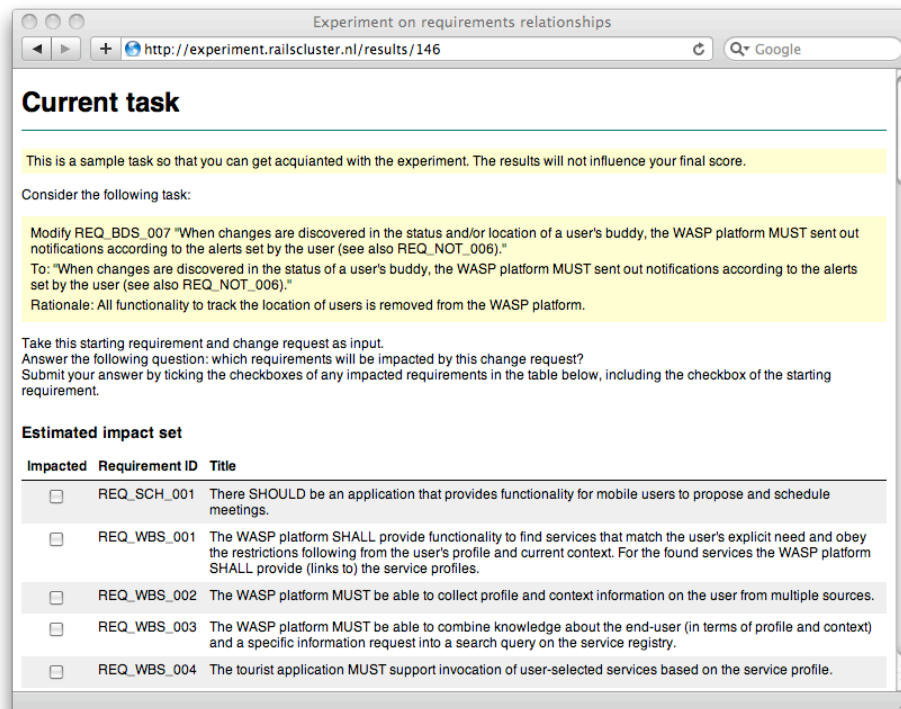 Experiment on requirements relationships
http://experiment.railscluster.nl/results/146
Google
Current task
This is a sample task so that you can get acquianted with the experiment. The results will not influence your final score.
Consider the following task:
Modify REQ_BDS_007 "When changes are discovered in the status and/or location of a user's buddy, the WASP platform MUST sent out
notifications according to the alerts set by the user (see also REQ_NOT_006)."
To: "When changes are discovered in the status of a user's buddy, the WASP platform MUST sent out notifications according to the alerts
set by the user (see also REQ_NOT_006)."
Rationale: All functionality to track the location of users is removed from the WASP platform.
Take this starting requirement and change request as input.
Answer the following question: which requirements will be impacted by this change request?
Submit your answer by ticking the checkboxes of any impacted requirements in the table below, including the checkbox of the starting
requirement.
Estimated impact set
Impacted Requirement ID Title
REQ_SCH_001 There SHOULD be an application that provides functionality for mobile users to propose and schedule
meetings.
REQ_WBS_001 The WASP platform SHALL provide functionality to find services that match the user's explicit need and obey
the restrictions following from the user's profile and current context. For the found services the WASP platform
SHALL provide (links to) the service profiles.
REQ_WBS_002 The WASP platform MUST be able to collect profile and context information on the user from multiple sources.
REQ_WBS_003 The WASP platform MUST be able to combine knowledge about the end-user (in terms of profile and context)
and a specific information request into a search query on the service registry.
REQ_WBS_004 The tourist application MUST support invocation of user-selected services based on the service profile.